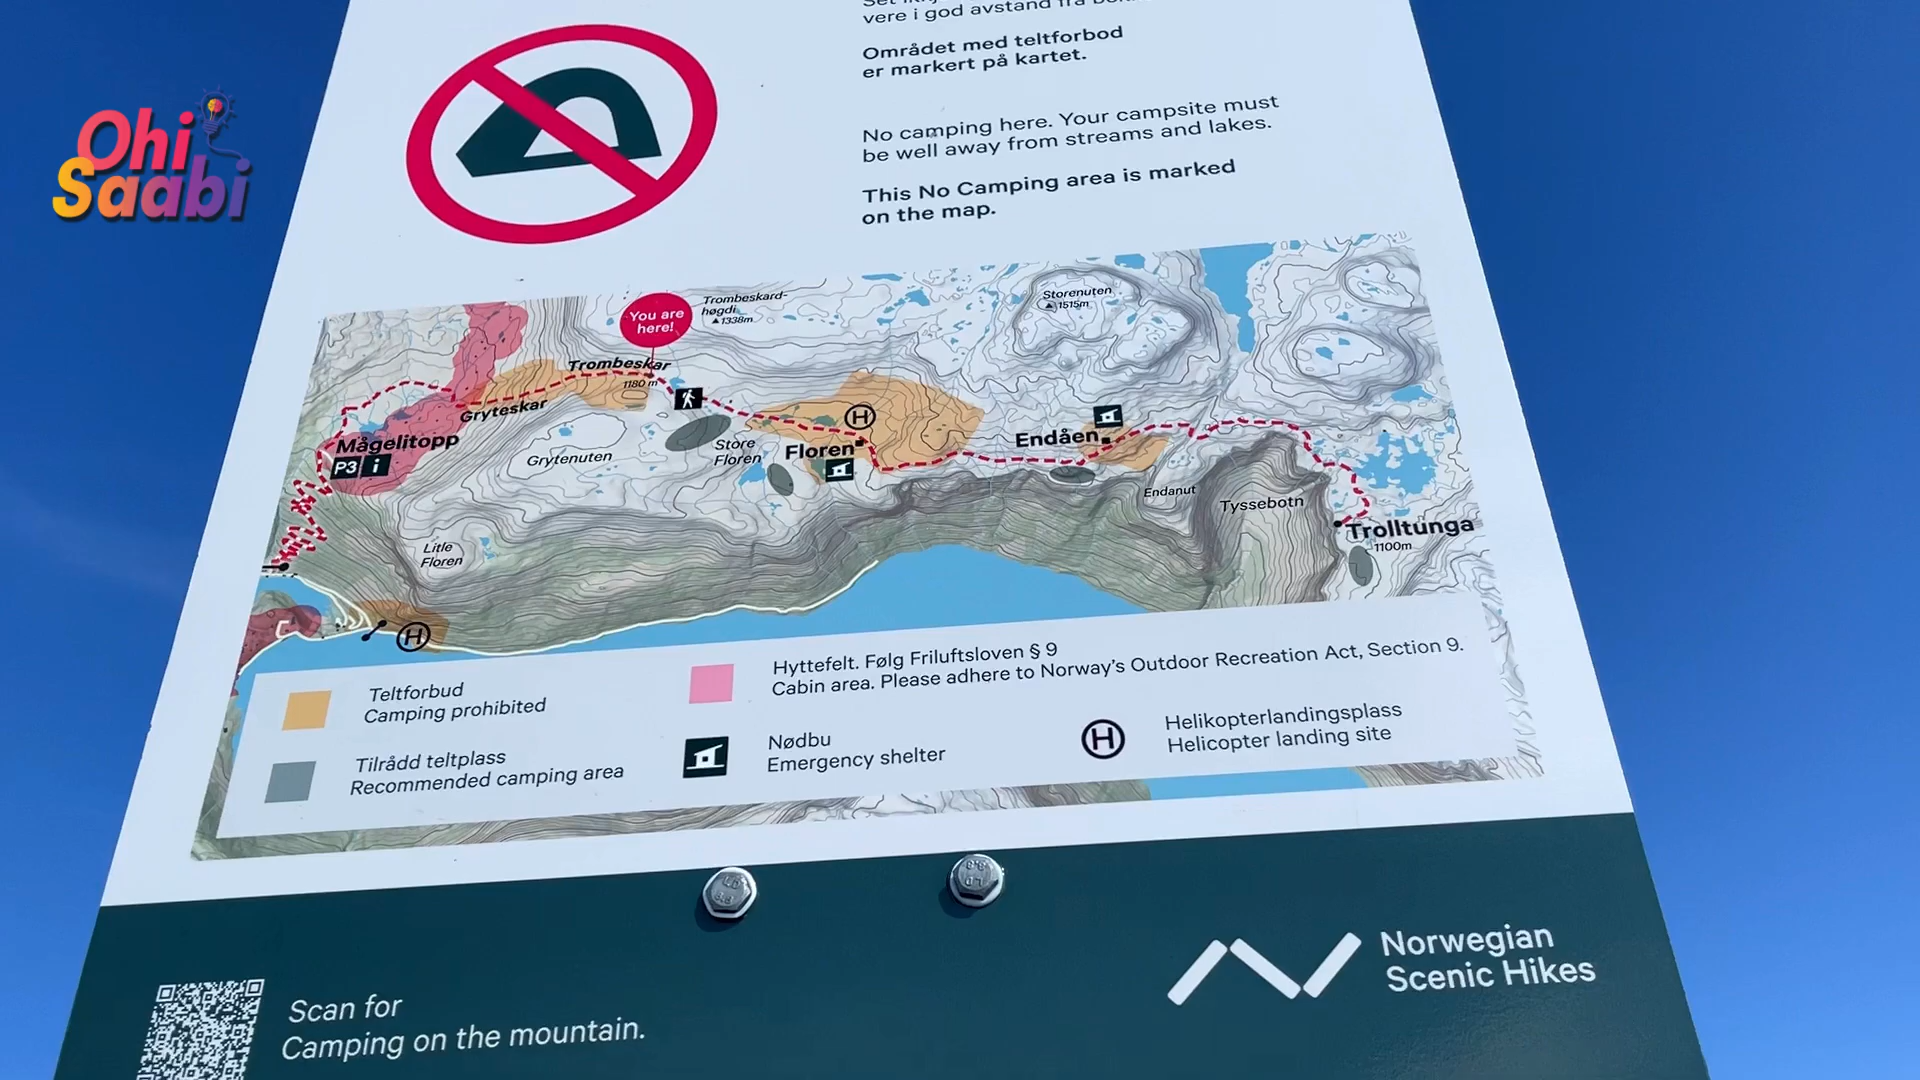 Ohi
Saabi
vere i god avstand frå
Området med teltforbod
er markert på kartet.
No camping here. Your campsite must
be well away from streams and lakes.
This No Camping area is marked
on the map.
You are
here!
Trombeskard-
høgdi
1338m
Storenuten
1515m
Trombeskar
1180 m
Gryteskar
Mågelitopp
P3 i
Grytenuten
Store
Floren
H
Floren
Endåen
Endanut
Tyssebotn
Trolltunga
1100m
Litle
Floren
H
Teltforbud
Camping prohibited
Tilrådd teltplass
Recommended camping area
Hyttefelt. Følg Friluftsloven § 9
Cabin area. Please adhere to Norway's Outdoor Recreation Act, Section 9.
Nødbu
Emergency shelter
H
Helikopterlandingsplass
Helicopter landing site
Scan for
Camping on the mountain.
Norwegian
Scenic Hikes